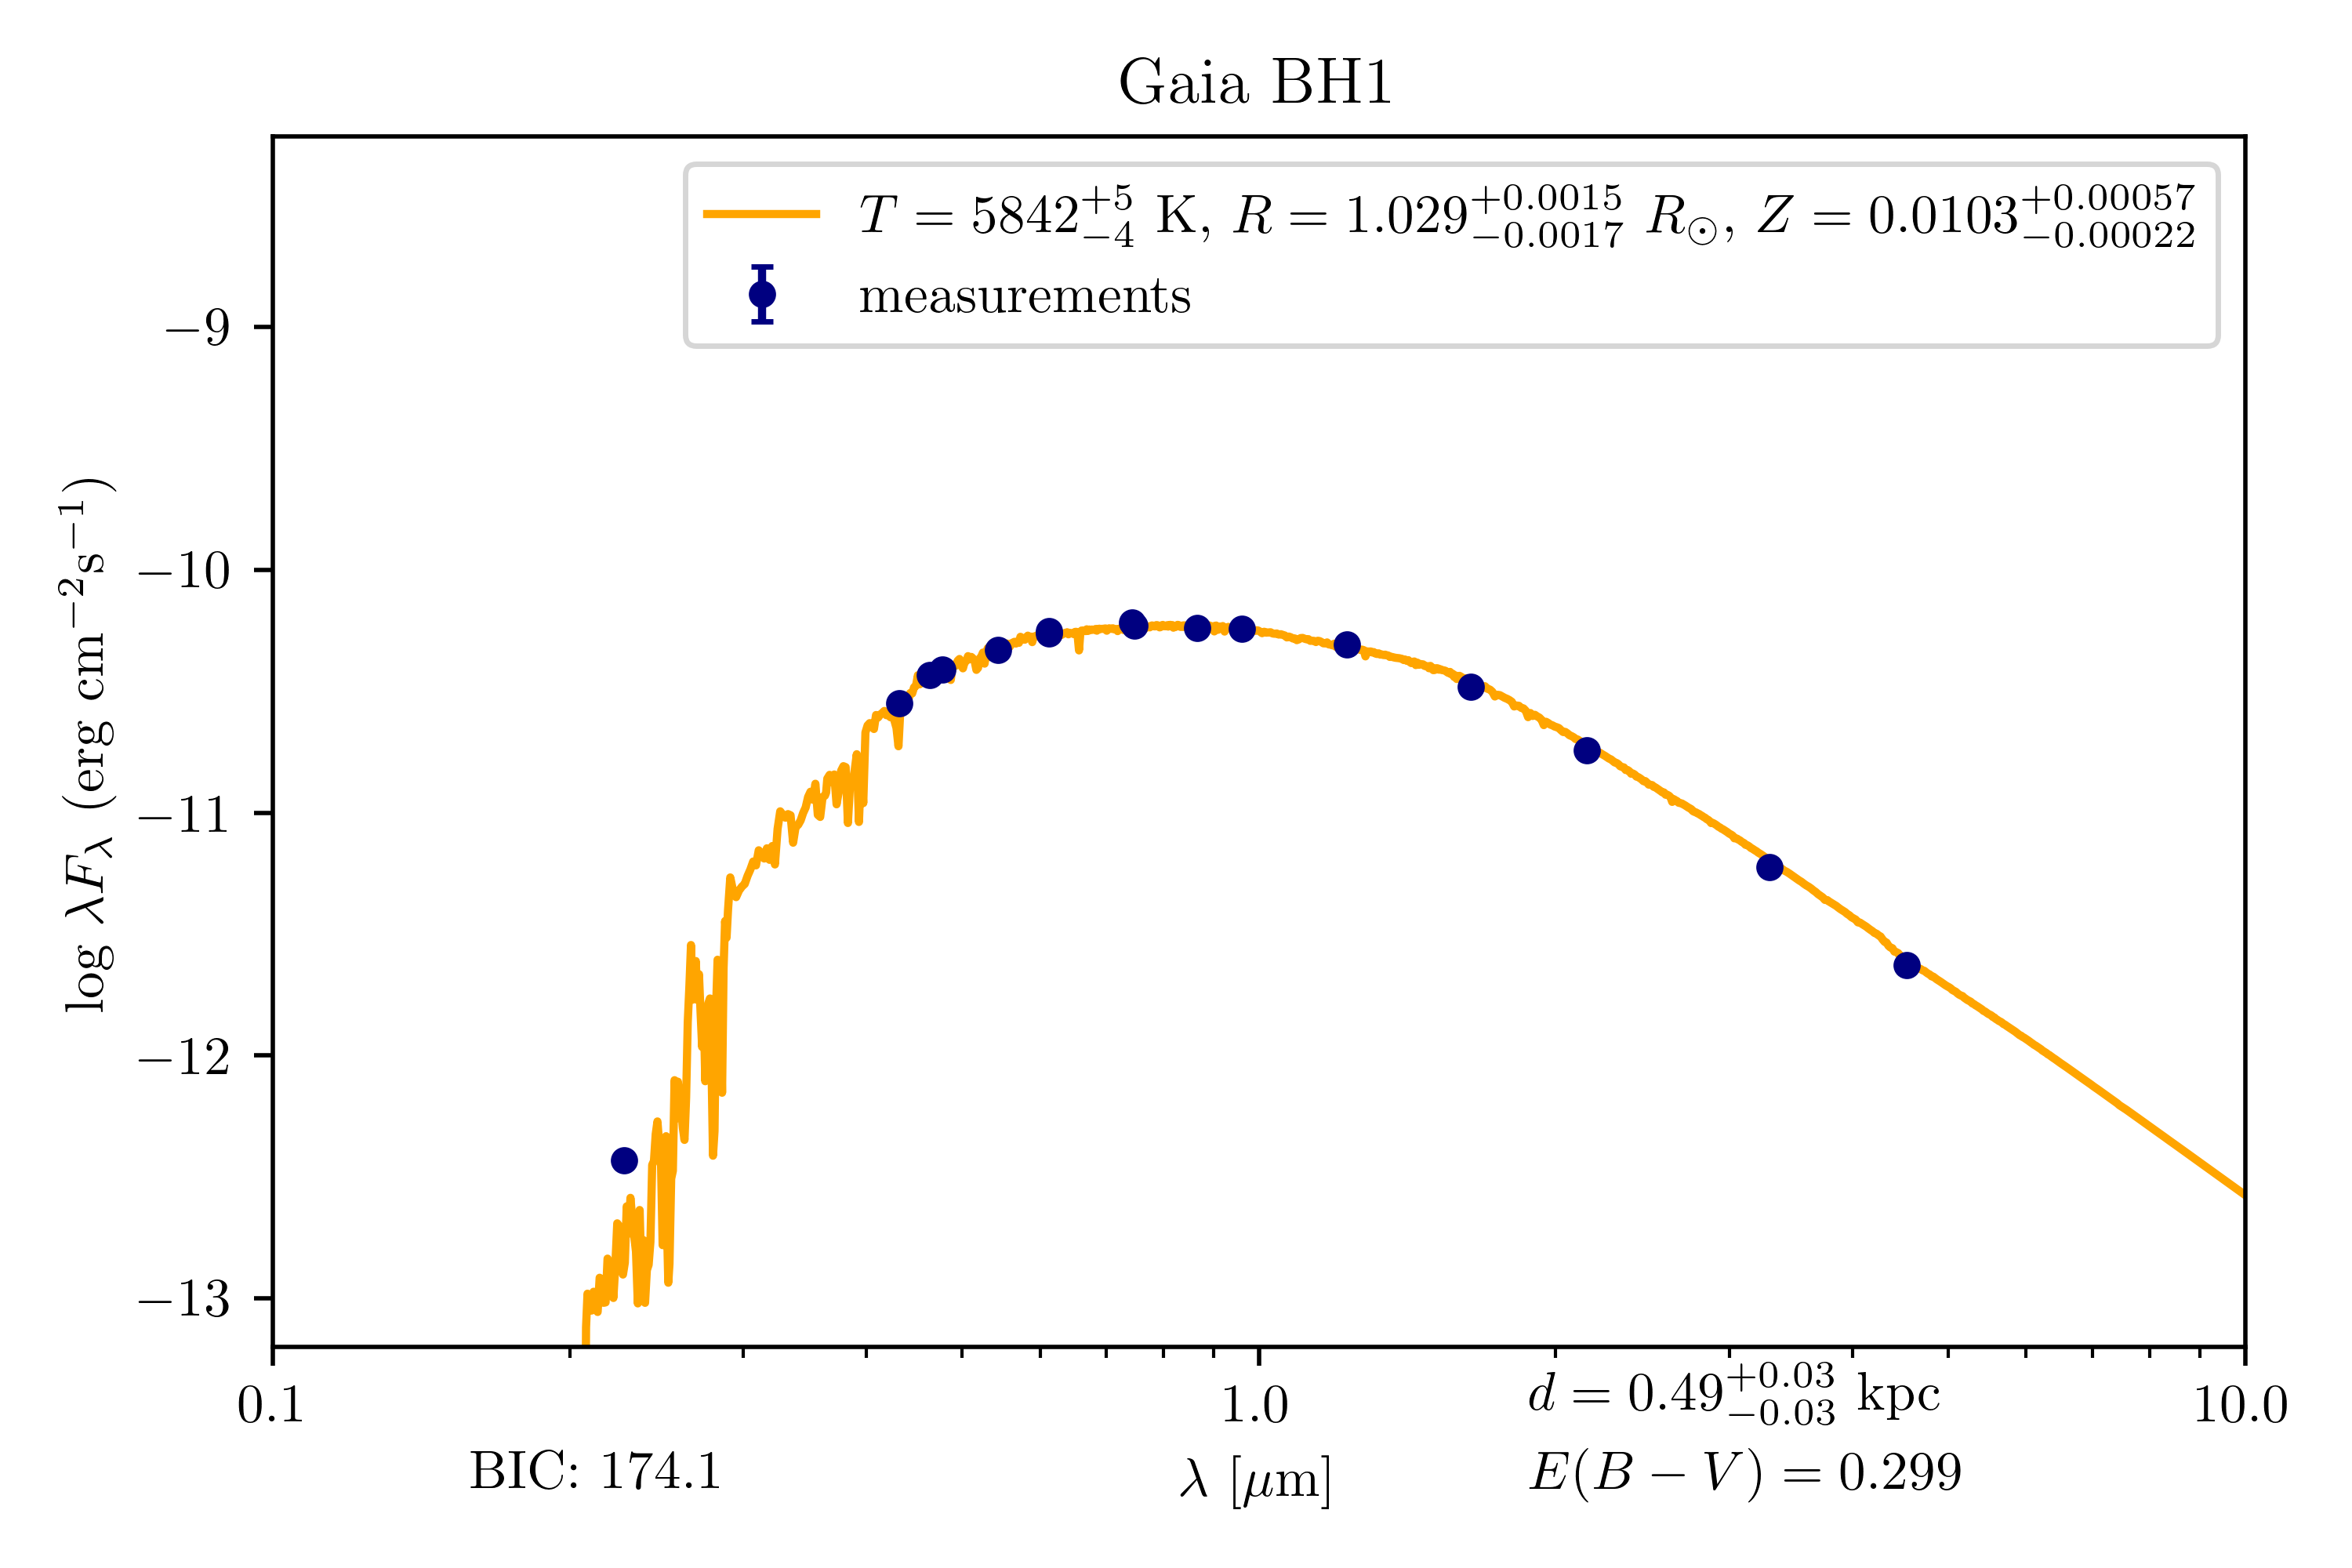 Gaia BH1
T = 5842^{+5}_{-4} K, R = 1.029^{+0.0015}_{-0.0017} R_⊙, Z = 0.0103^{+0.00057}_{-0.00022}
measurements
log λF_λ (erg cm^{-2}s^{-1})
−9
−10
−11
−12
−13
0.1
1.0
10.0
d = 0.49^{+0.03}_{-0.03} kpc
BIC: 174.1
λ [μm]
E(B − V) = 0.299